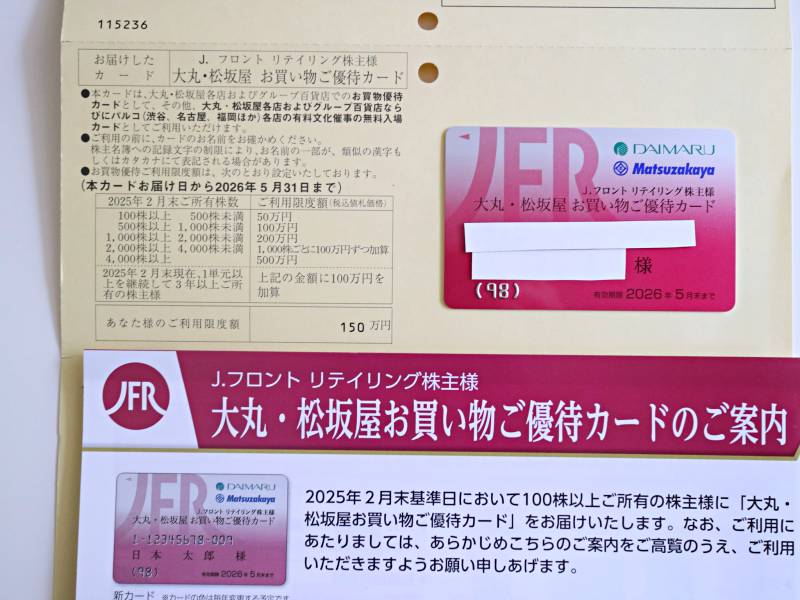 115236
お届けした
カード
J. フロント リテイリング株主様
大丸・松坂屋 お買い物ご優待カード
●本カードは、大丸・松坂屋各店およびグループ百貨店でのお買物優待
カードとして、その他、大丸・松坂屋各店およびグループ百貨店なら
びにパルコ(渋谷、名古屋、福岡ほか)各店の有料文化催事の無料入場
カードとしてご利用いただけます。
●ご利用の前に、カードのお名前をお確かめください。
株主名簿への記録文字の制限により、お名前の一部が、類似の漢字も
しくはカタカナにて表記される場合があります。
●お買物優待ご利用限度額は、次のとおり設定いたしております。
(本カードお届け日から2026年5月31日まで)
2025年2月末ご所有株数 ご利用限度額(税込値札価格)
100株以上 500株未満 50万円
500株以上 1,000株未満 100万円
1,000株以上 2,000株未満 200万円
2,000株以上 4,000株未満 1,000株ごとに100万円ずつ加算
4,000株以上 500万円
2025年2月末現在、1単元以
上を継続して3年以上ご所
有の株主様
上記の金額に100万円を
加算
あなた様のご利用限度額 150万円
JFR
DAIMARU
Matsuzakaya
J.フロント リテイリング株主様
大丸・松坂屋 お買い物ご優待カード
様
(98)
有効期限 2026年5月末まで
JFR
J.フロント リテイリング株主様
大丸・松坂屋お買い物ご優待カードのご案内
JFR
DAIMARU
Matsuzakaya
J.フロント リテイリング株主様
大丸・松坂屋 お買い物ご優待カード
1-12345678-009
日本 太郎 様
(98)
有効期限 2026年5月末まで
新カード ※カードの色は毎年変更する予定です
2025年2月末基準日において100株以上ご所有の株主様に「大丸・
松坂屋お買い物ご優待カード」をお届けいたします。なお、ご利用に
あたりましては、あらかじめこちらのご案内をご高覧のうえ、ご利用
いただきますようお願い申しあげます。